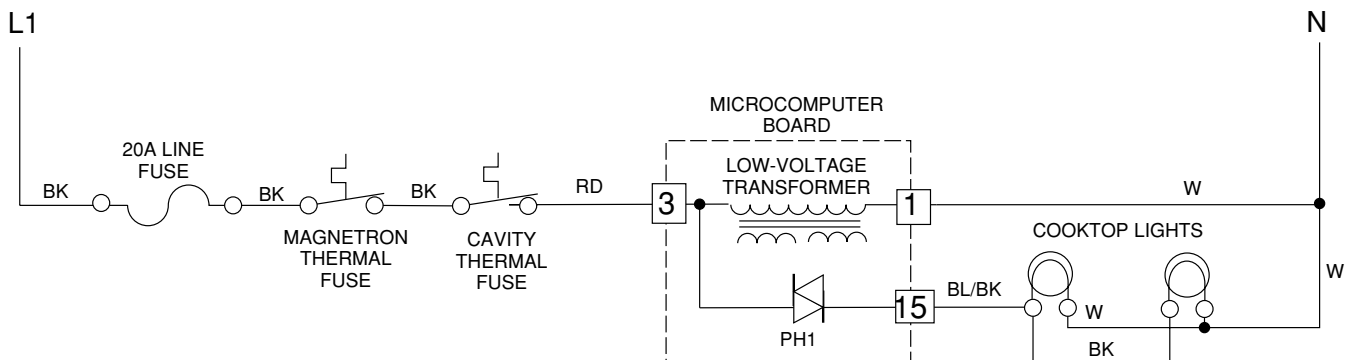 L1
N
MICROCOMPUTER
BOARD
20A LINE
FUSE
LOW-VOLTAGE
TRANSFORMER
BK
BK
BK
RD
3
1
W
MAGNETRON
THERMAL
FUSE
CAVITY
THERMAL
FUSE
COOKTOP LIGHTS
W
PH1
15
BL/BK
W
BK